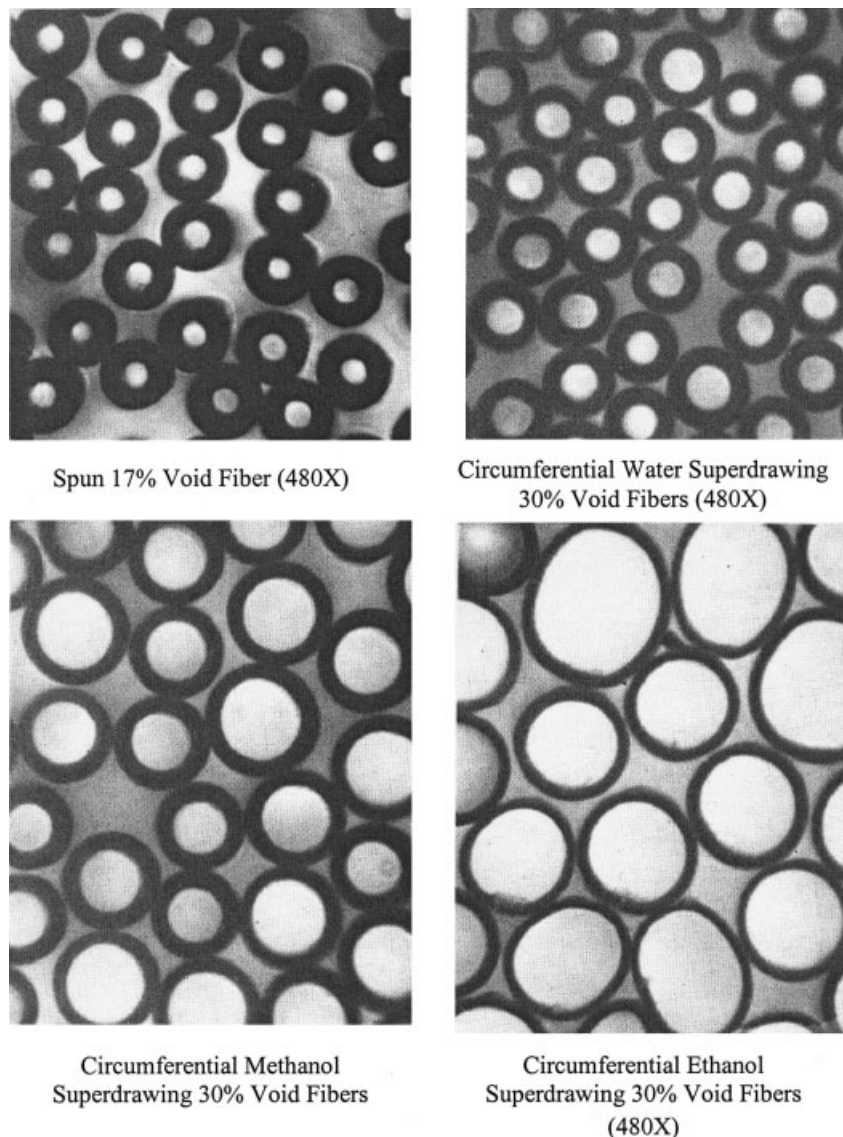 Spun 17% Void Fiber (480X)
Circumferential Water Superdrawing
30% Void Fibers (480X)
Circumferential Methanol
Superdrawing 30% Void Fibers
Circumferential Ethanol
Superdrawing 30% Void Fibers
(480X)